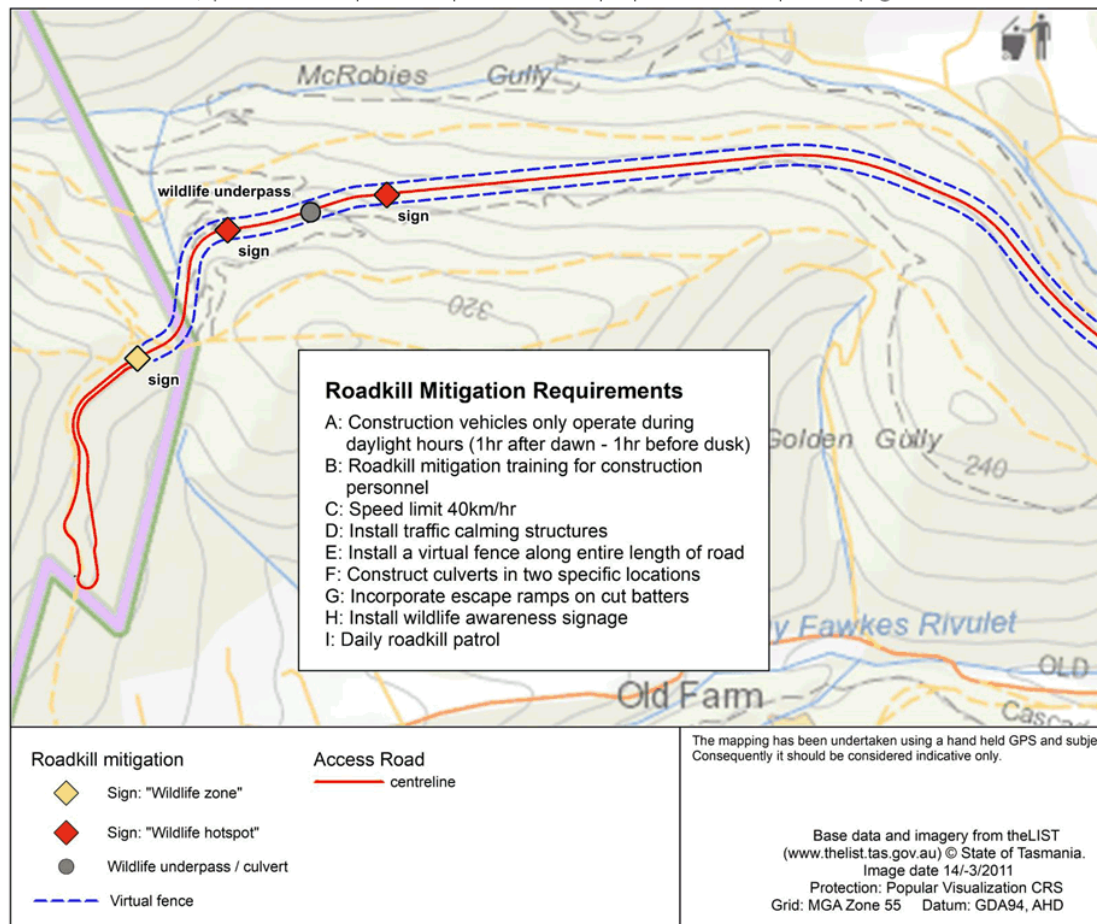 McRobies Gully
wildlife underpass
sign
sign
320
sign
Roadkill Mitigation Requirements
A: Construction vehicles only operate during
daylight hours (1hr after dawn - 1hr before dusk)
B: Roadkill mitigation training for construction
personnel
C: Speed limit 40km/hr
D: Install traffic calming structures
E: Install a virtual fence along entire length of road
F: Construct culverts in two specific locations
G: Incorporate escape ramps on cut batters
H: Install wildlife awareness signage
I: Daily roadkill patrol
Golden Gully
240
y Fawkes Rivulet
OLD
Old Farm
Cascad
Roadkill mitigation
Sign: "Wildlife zone"
Sign: "Wildlife hotspot"
Wildlife underpass / culvert
Virtual fence
Access Road
centreline
The mapping has been undertaken using a hand held GPS and subje
Consequently it should be considered indicative only.
Base data and imagery from theLIST
(www.thelist.tas.gov.au) © State of Tasmania.
Image date 14/-3/2011
Protection: Popular Visualization CRS
Grid: MGA Zone 55 Datum: GDA94, AHD